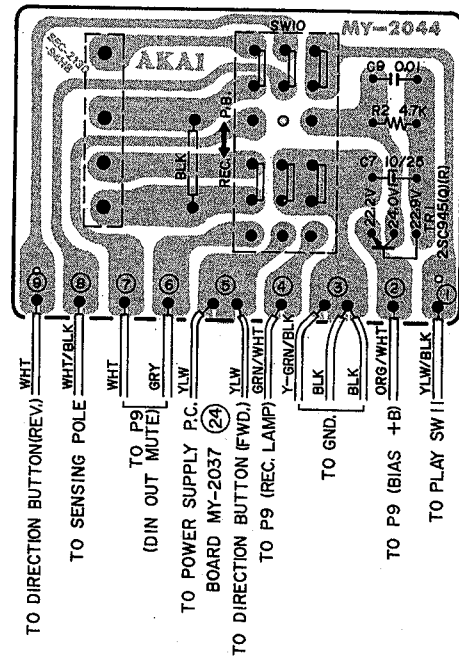 MY-2044
AKAI
SW10
C9 0.01
R2 4.7K
C7 10/25
22.2V
24.0V
22.9V
TR.1
2SC945(Q)(R)
REC.
P.B.
BLK
9
8
7
6
5
4
3
2
1
WHT
WHT/BLK
WHT
GRY
YLW
YLW
GRN/WHT
Y-GRN/BLK
BLK
BLK
ORG/WHT
YLW/BLK
TO DIRECTION BUTTON(REV.)
TO SENSING POLE
TO P9
(DIN OUT MUTE)
TO POWER SUPPLY P.C.
BOARD MY-2037 24
TO DIRECTION BUTTON (FWD.)
TO P9 (REC. LAMP)
TO GND.
TO P9 (BIAS +B)
TO PLAY SW 11